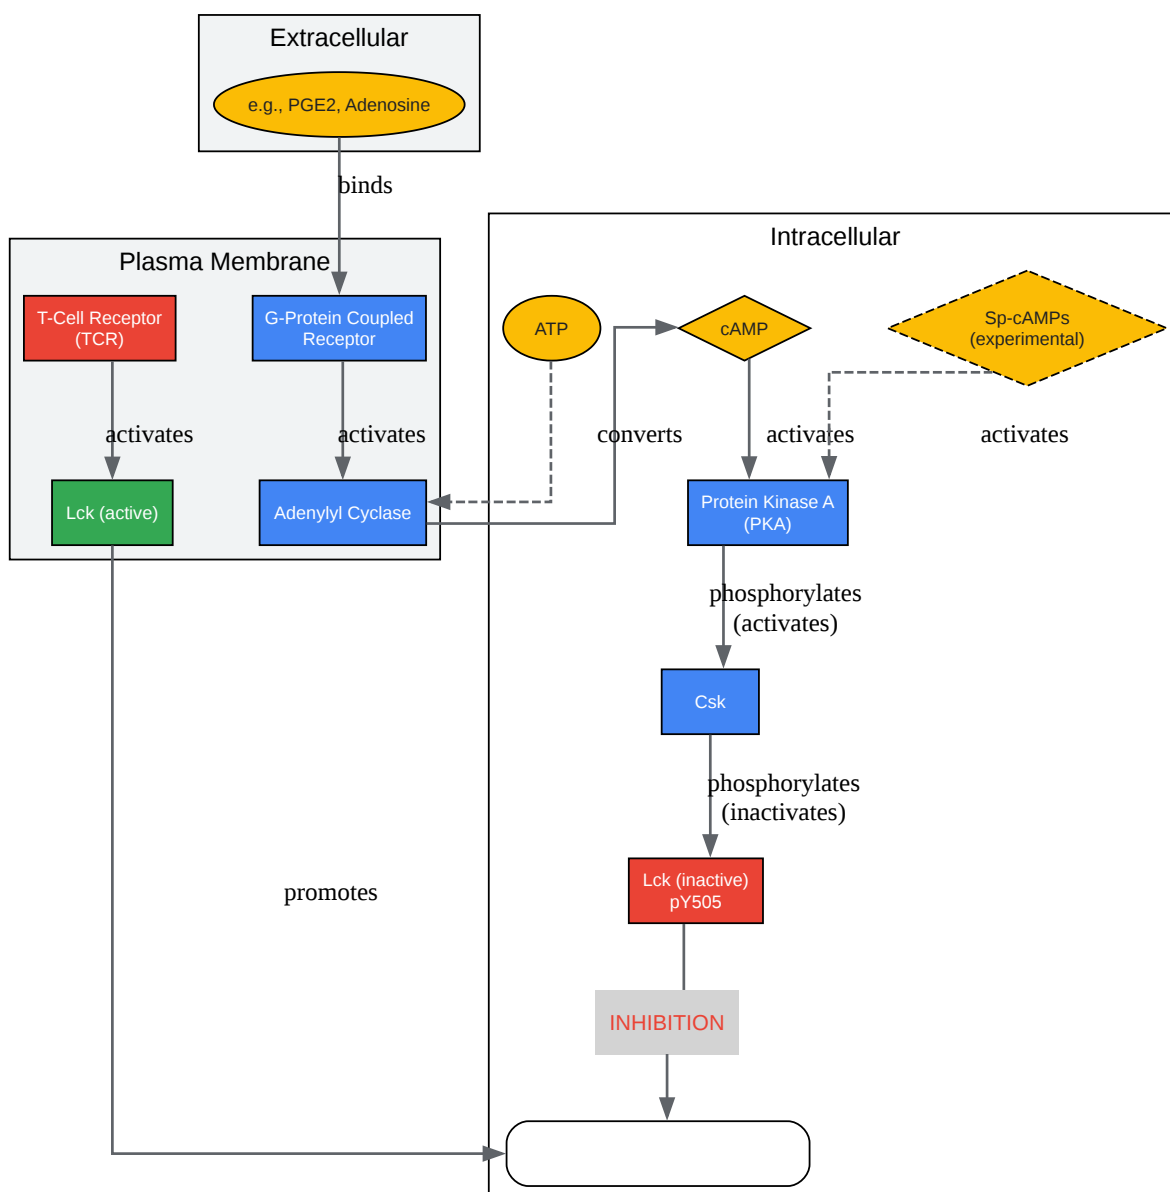 Extracellular
e.g., PGE2, Adenosine
binds
Plasma Membrane
T-Cell Receptor
(TCR)
G-Protein Coupled
Receptor
activates
activates
Lck (active)
Adenylyl Cyclase
promotes
Intracellular
ATP
cAMP
Sp-cAMPs
(experimental)
converts
activates
activates
Protein Kinase A
(PKA)
phosphorylates
(activates)
Csk
phosphorylates
(inactivates)
Lck (inactive)
pY505
INHIBITION